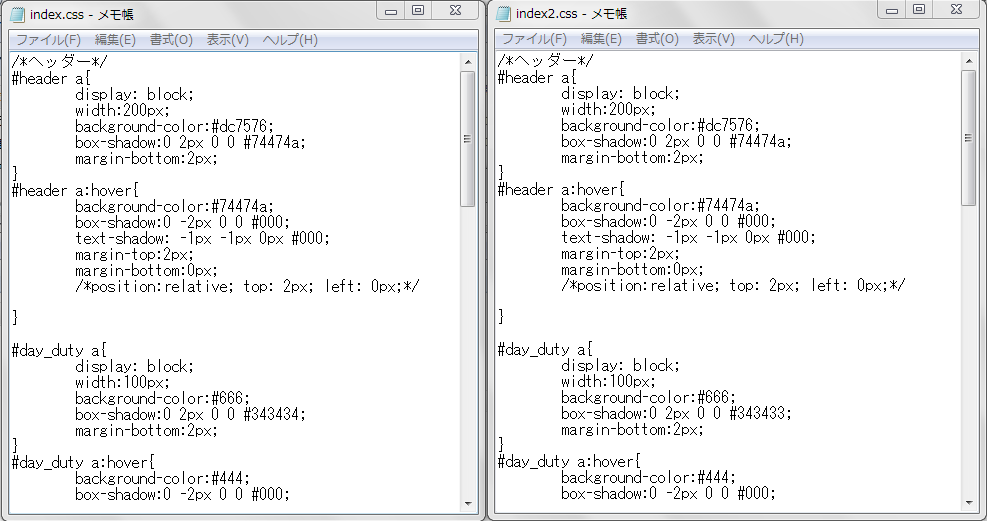 index.css - メモ帳
ファイル(F) 編集(E) 書式(O) 表示(V) ヘルプ(H)
/*ヘッダー*/
#header a{
display: block;
width:200px;
background-color:#dc7576;
box-shadow:0 2px 0 0 #74474a;
margin-bottom:2px;
}
#header a:hover{
background-color:#74474a;
box-shadow:0 -2px 0 0 #000;
text-shadow: -1px -1px 0px #000;
margin-top:2px;
margin-bottom:0px;
/*position:relative; top: 2px; left: 0px;*/
}
#day_duty a{
display: block;
width:100px;
background-color:#666;
box-shadow:0 2px 0 0 #343434;
margin-bottom:2px;
}
#day_duty a:hover{
background-color:#444;
box-shadow:0 -2px 0 0 #000;
index2.css - メモ帳
ファイル(F) 編集(E) 書式(O) 表示(V) ヘルプ(H)
/*ヘッダー*/
#header a{
display: block;
width:200px;
background-color:#dc7576;
box-shadow:0 2px 0 0 #74474a;
margin-bottom:2px;
}
#header a:hover{
background-color:#74474a;
box-shadow:0 -2px 0 0 #000;
text-shadow: -1px -1px 0px #000;
margin-top:2px;
margin-bottom:0px;
/*position:relative; top: 2px; left: 0px;*/
}
#day_duty a{
display: block;
width:100px;
background-color:#666;
box-shadow:0 2px 0 0 #343433;
margin-bottom:2px;
}
#day_duty a:hover{
background-color:#444;
box-shadow:0 -2px 0 0 #000;